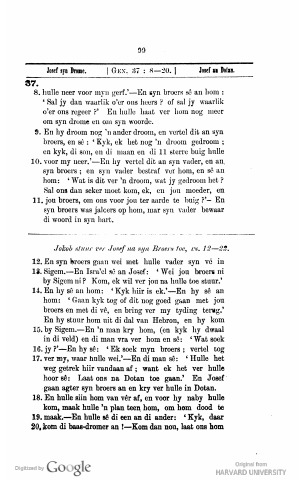 99
Josef syn Drome. [ GEN. 37 : 8—20. ] Josef na Dotan.
37.
8. hulle neer voor myn gerf.'—En syn broers sê an hom :
' Sal jy dan waarlik o'er ons heers ? of sal jy waarlik
o'er ons regeer ?' En hulle haat ver hom nog meer
om syn drome en om syn woorde.
9. En hy droom nog 'n ander droom, en vertel dit an syn
broers, en sé : ' Kyk, ek het nog 'n droom gedroom ;
en kyk, di son, en di maan en di 11 sterre buig hulle
10. voor my neer.'—En hy vertel dit an syn vader, en an
syn broers ; en syn vader bestraf ver hom, en sê an
hom: ' Wat is dit ver 'n droom, wat jy gedroom het ?
Sal ons dan seker moet kom, ek, en jou moeder, en
11. jou broers, om ons voor jou ter aarde te buig ?'— En
syn broers was jaloers op hom, mar syn vader bewaar
di woord in syn hart.
Jakob stuur ver Josef na syn Broers toe, vs. 12—22.
12. En syn broers gaan wei met hulle vader syn vé in
13. Sigem.—En Isra'el sê an Josef: ' Wei jou broers ni
by Sigem ni ? Kom, ek wil ver jou na hulle toe stuur.'
14. En hy sê an hom: ' Kyk hiir is ek.'—En hy sê an
hom: ' Gaan kyk tog of dit nog goed gaan met jou
broers en met di vé, en bring ver my tyding terug.'
En hy stuur hom uit di dal van Hebron, en hy kom
15. by Sigem.—En 'n man kry hom, (en kyk hy dwaal
in di veld) en di man vra ver hom en sé: ' Wat soek
16. jy ?'—En hy sé: ' Ek soek myn broers ; vertel tog
17. ver my, waar hulle wei.'—En di man sê: ' Hulle het
weg getrek hiir vandaan af ; want ek het ver hulle
hoor sê: Laat ons na Dotan toe gaan.' En Josef
gaan agter syn broers an en kry ver hulle in Dotan.
18. En hulle siin hom van vêr af, en voor hy naby hulle
kom, maak hulle 'n plan teen hom, om hom dood te
19. maak.—En hulle sê di een an di ander: ' Kyk, daar
20. kom di baas-dromer an !—Kom dan nou, laat ons hom
Digitized by Google
Original from
HARVARD UNIVERSITY